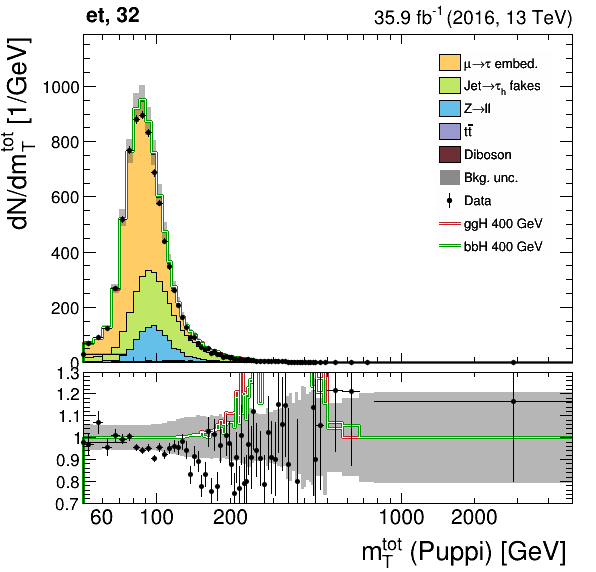 et, 32
35.9 fb⁻¹ (2016, 13 TeV)
dN/dm_T^tot [1/GeV]
1000
800
600
400
200
0
μ→τ embed.
Jet→τ_h fakes
Z→ll
tt̄
Diboson
Bkg. unc.
Data
ggH 400 GeV
bbH 400 GeV
1.3
1.2
1.1
1
0.9
0.8
0.7
60
100
200
1000
2000
m_T^tot (Puppi) [GeV]